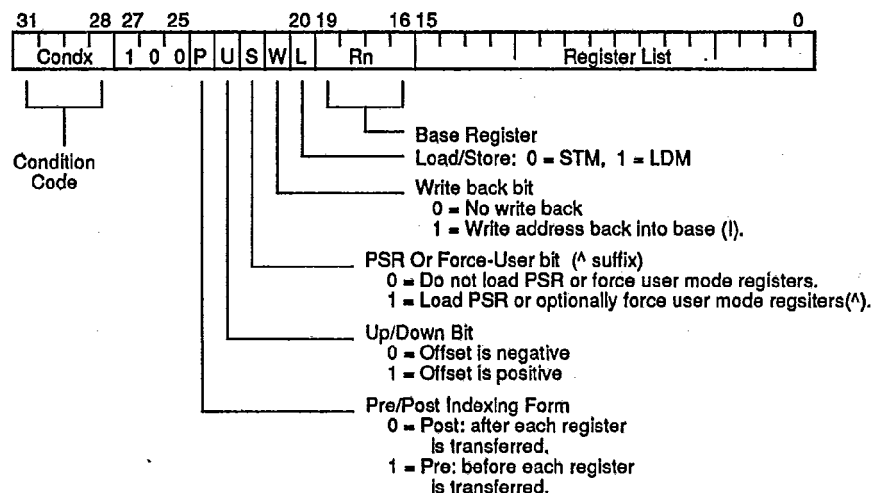 31 28 27 25 20 19 16 15 0
Condx 1 0 0 P U S W L Rn Register List
Base Register
Load/Store: 0 = STM, 1 = LDM
Condition
Code
Write back bit
0 = No write back
1 = Write address back into base (!).
PSR Or Force-User bit (^ suffix)
0 = Do not load PSR or force user mode registers.
1 = Load PSR or optionally force user mode regsiters(^).
Up/Down Bit
0 = Offset is negative
1 = Offset is positive
Pre/Post Indexing Form
0 = Post: after each register
is transferred.
1 = Pre: before each register
is transferred.